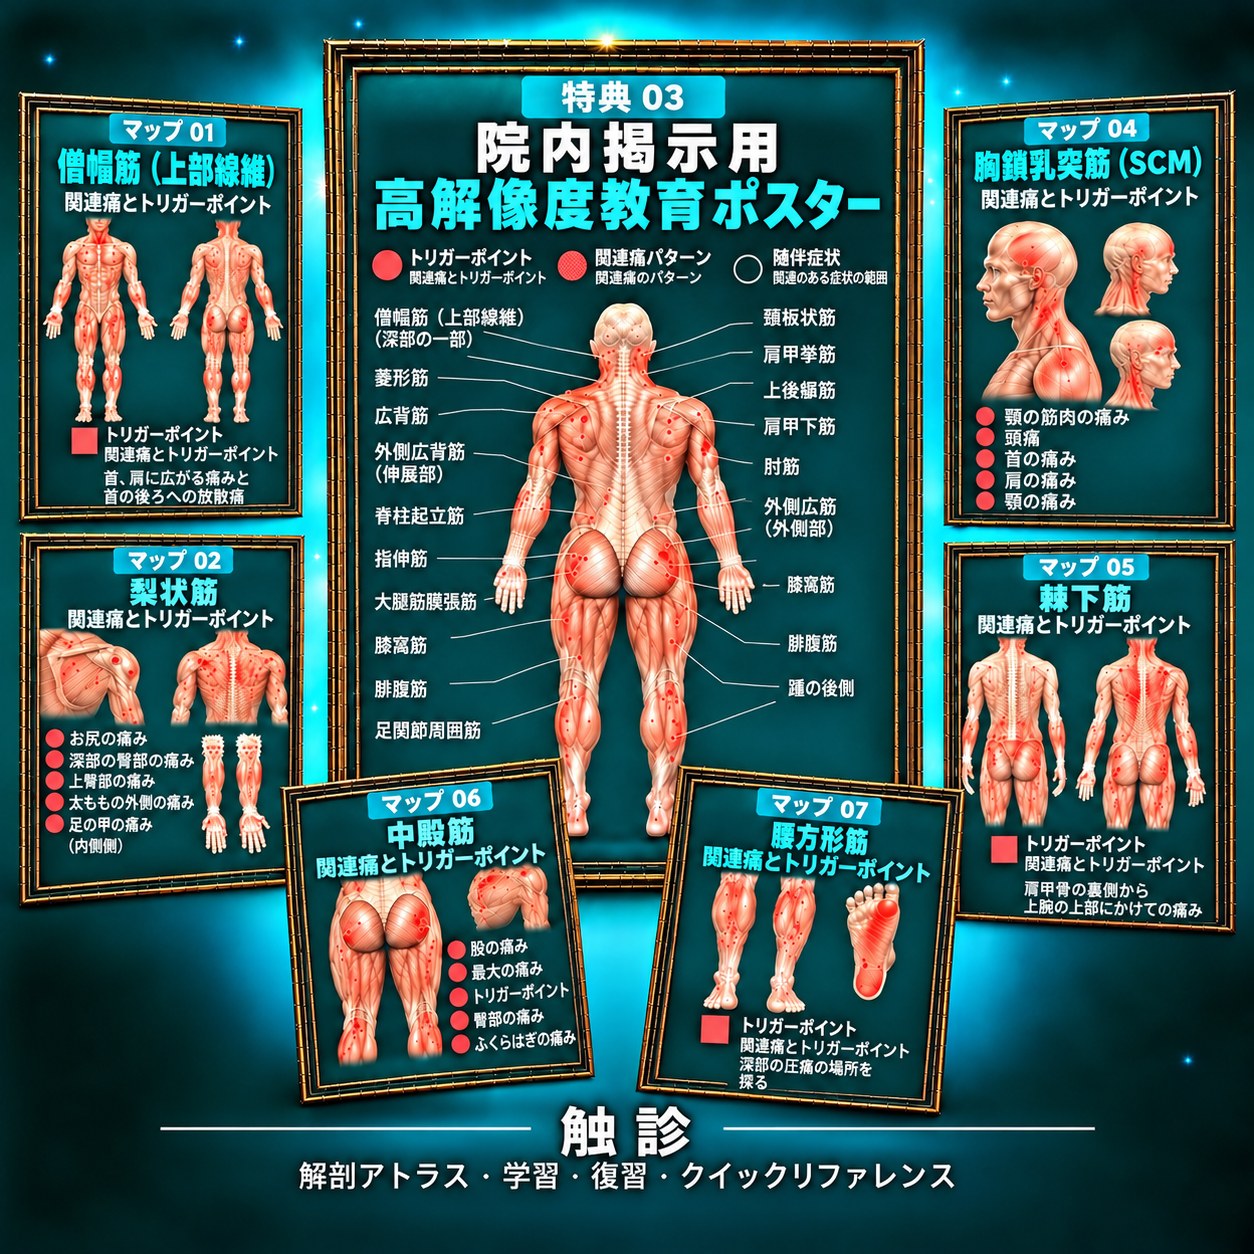 特典 03
院内掲示用
高解像度教育ポスター
トリガーポイント
関連痛とトリガーポイント
関連痛パターン
関連痛のパターン
随伴症状
関連のある症状の範囲
僧帽筋（上部線維）
（深部の一部）
菱形筋
広背筋
外側広背筋
（伸展部）
脊柱起立筋
指伸筋
大腿筋膜張筋
膝窩筋
腓腹筋
足関節周囲筋
頸板状筋
肩甲挙筋
上後
肩甲下筋
肘筋
外側広筋
（外側部）
膝窩筋
腓腹筋
踵の後側
マップ 01
僧帽筋（上部線維）
関連痛とトリガーポイント
トリガーポイント
関連痛とトリガーポイント
首、肩に広がる痛みと
首の後ろへの放散痛
マップ 02
梨状筋
関連痛とトリガーポイント
お尻の痛み
深部の臀部の痛み
上臀部の痛み
太ももの外側の痛み
足の甲の痛み
（内側側）
マップ 04
胸鎖乳突筋（SCM）
関連痛とトリガーポイント
顎の筋肉の痛み
頭痛
首の痛み
肩の痛み
顎の痛み
マップ 05
棘下筋
関連痛とトリガーポイント
トリガーポイント
関連痛とトリガーポイント
肩甲骨の裏側から
上腕の上部にかけての痛み
マップ 06
中殿筋
関連痛とトリガーポイント
股の痛み
最大の痛み
トリガーポイント
臀部の痛み
ふくらはぎの痛み
マップ 07
腰方形筋
関連痛とトリガーポイント
トリガーポイント
関連痛とトリガーポイント
深部の圧痛の場所を
探る
触診
解剖アトラス・学習・復習・クイックリファレンス